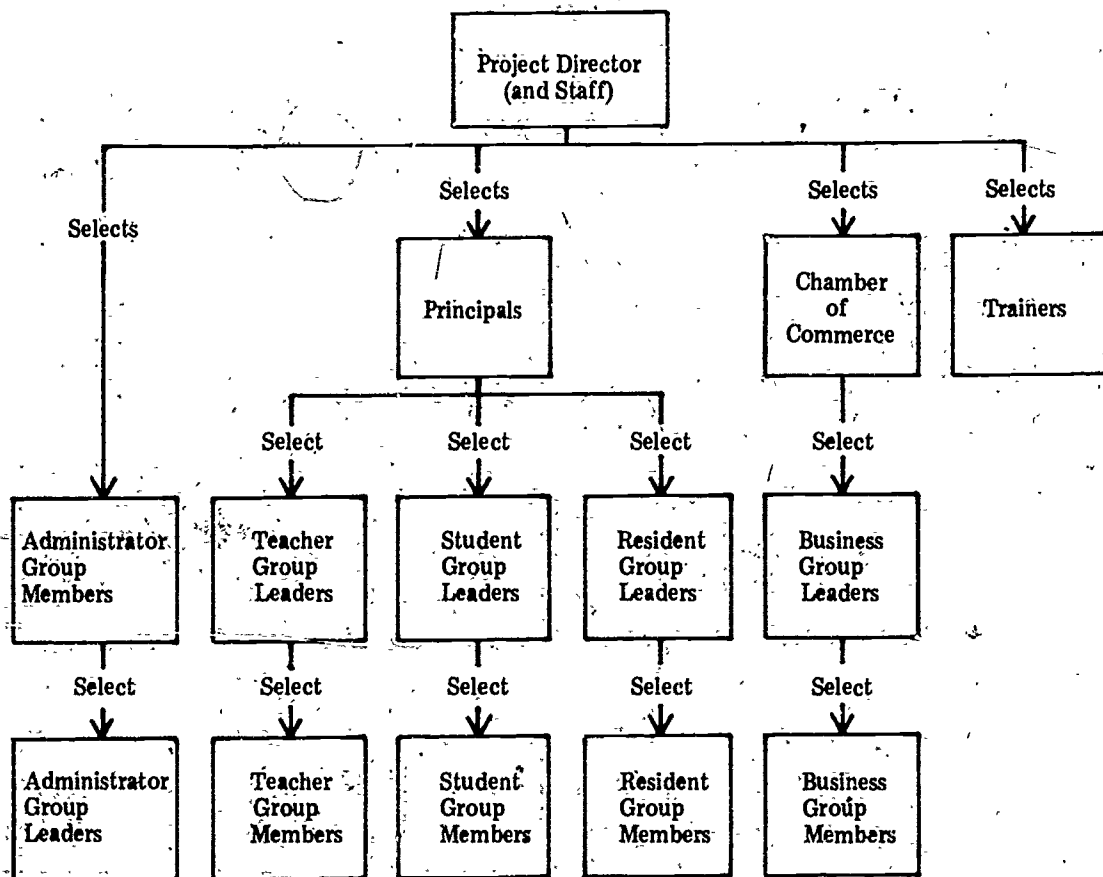 Project Director
(and Staff)
Selects
Selects
Selects
Selects
Principals
Chamber
of
Commerce
Trainers
Select
Select
Select
Select
Administrator
Group
Members
Teacher
Group
Leaders
Student
Group
Leaders
Resident
Group
Leaders
Business
Group
Leaders
Select
Select
Select
Select
Select
Administrator
Group
Leaders
Teacher
Group
Members
Student
Group
Members
Resident
Group
Members
Business
Group
Members